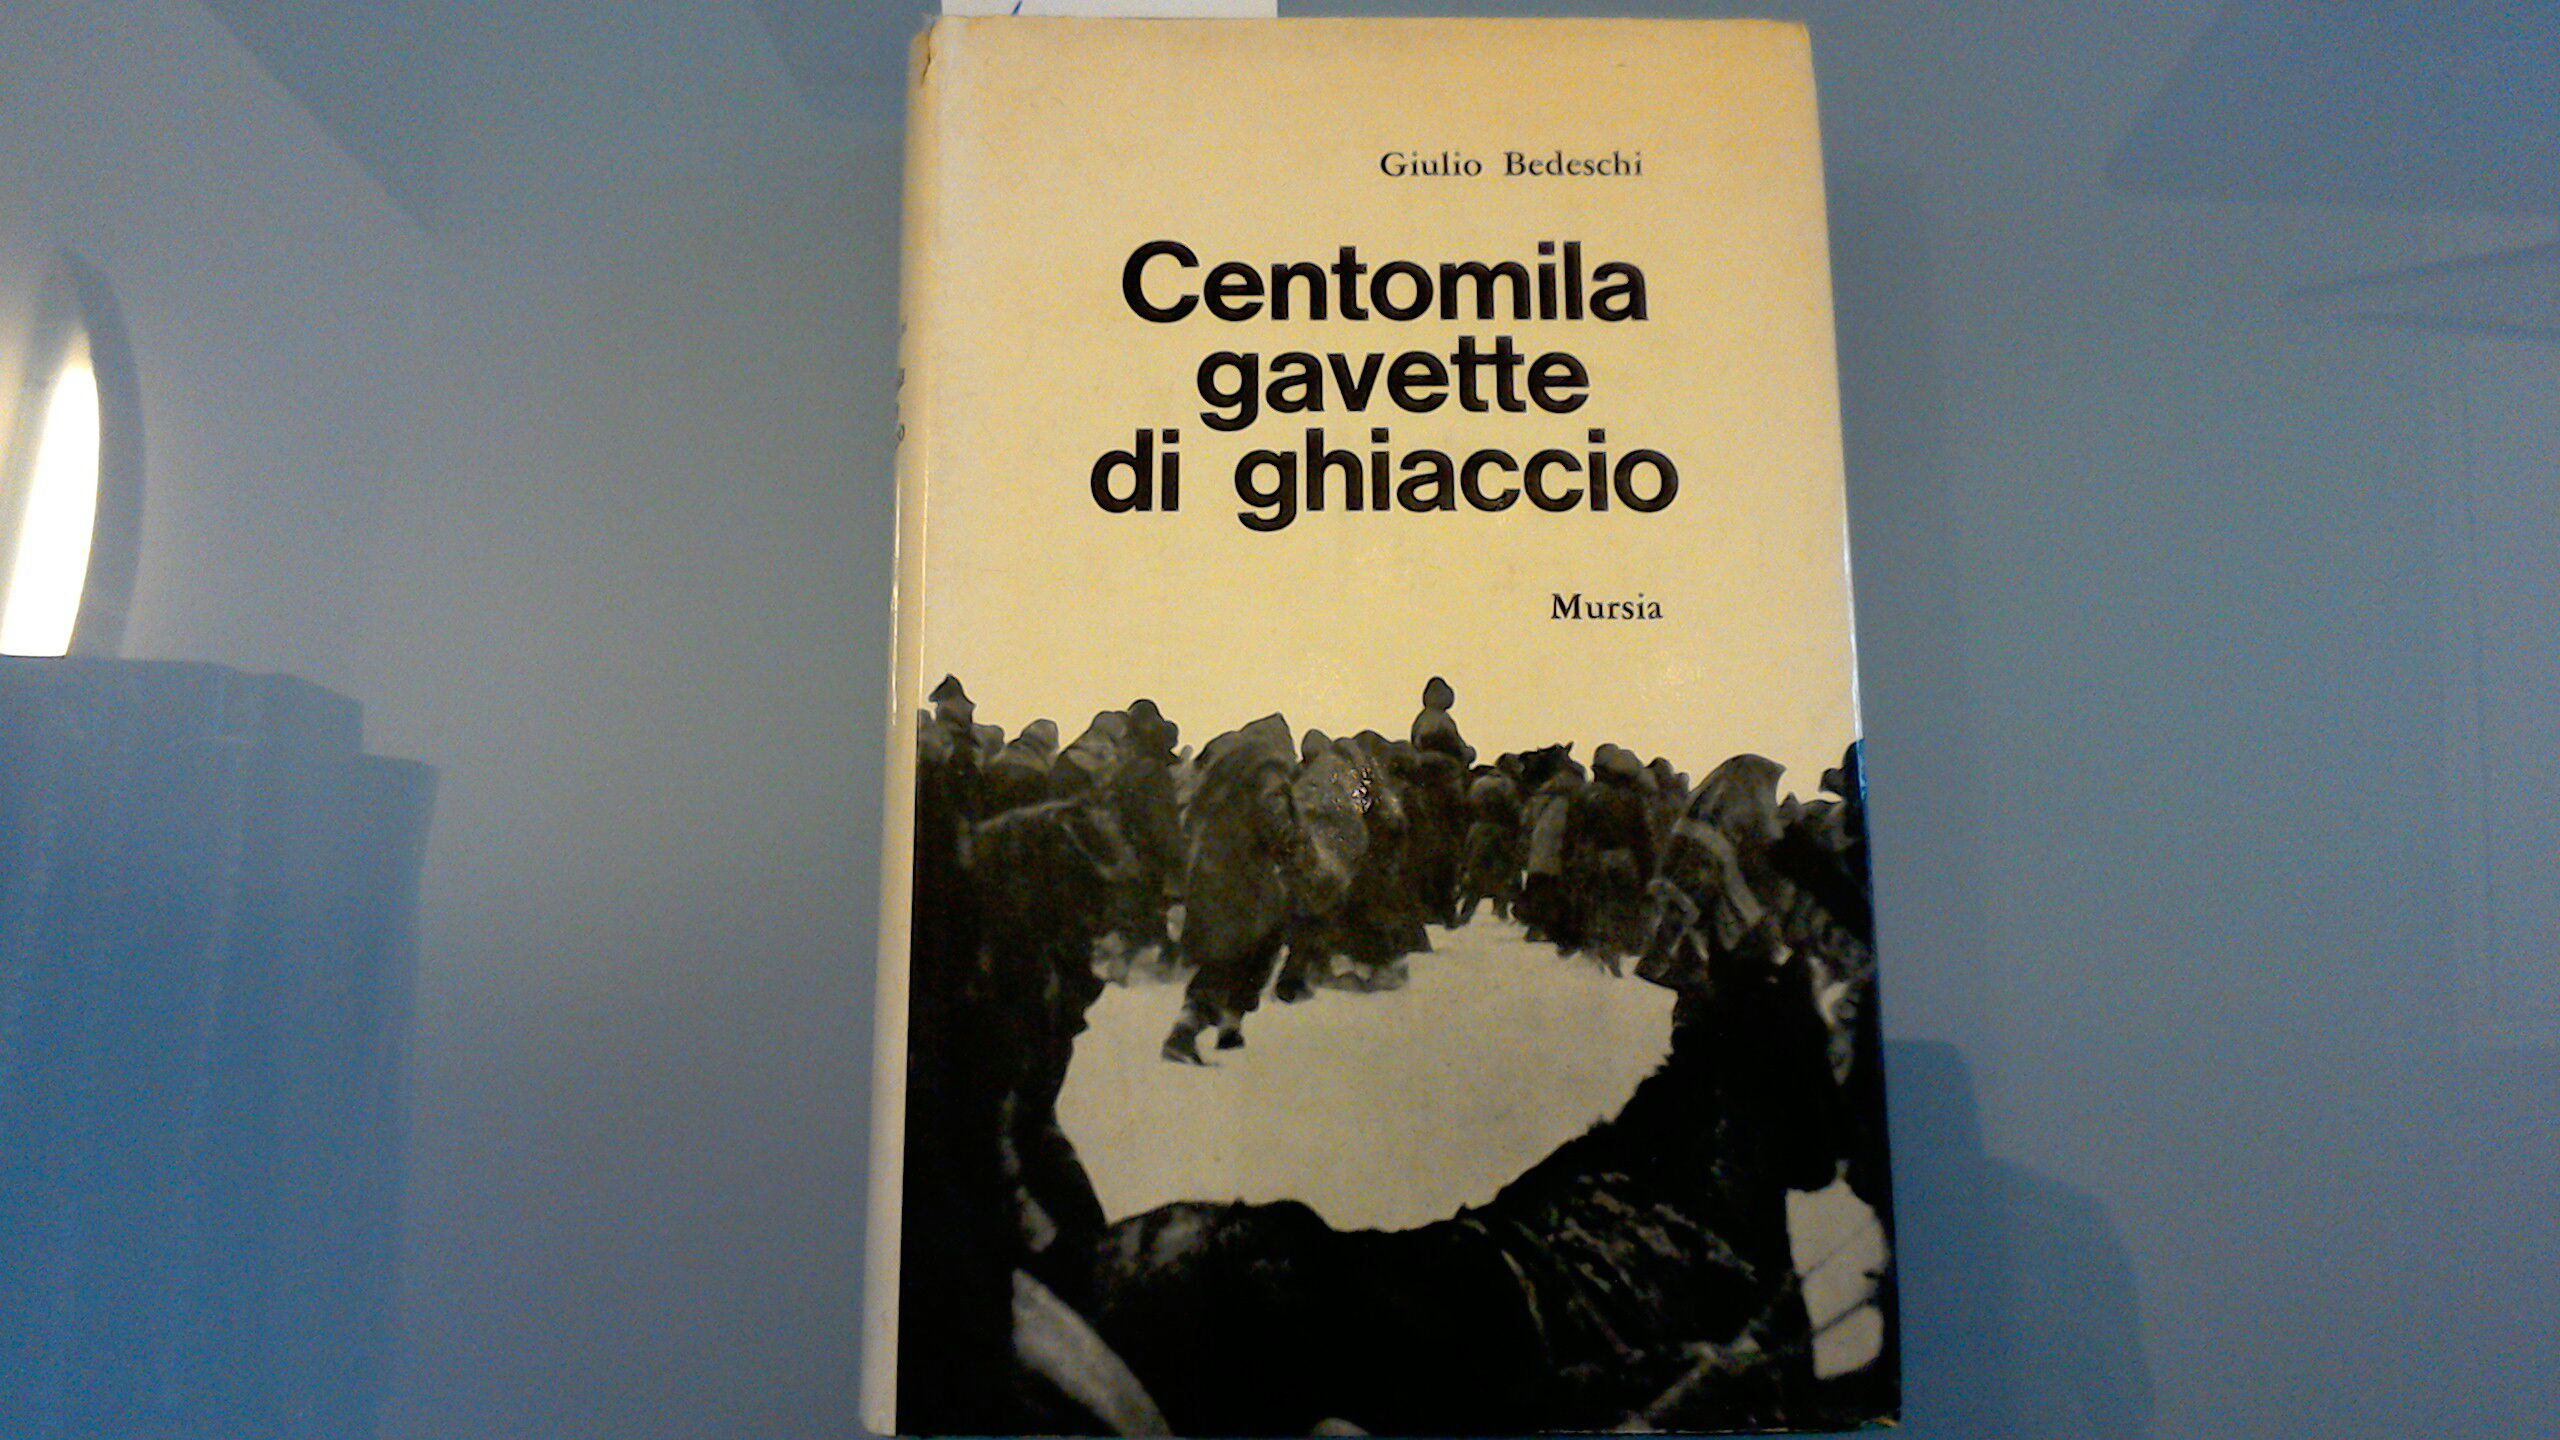 Giulio Bedeschi
Centomila
gavette
di ghiaccio
Mursia